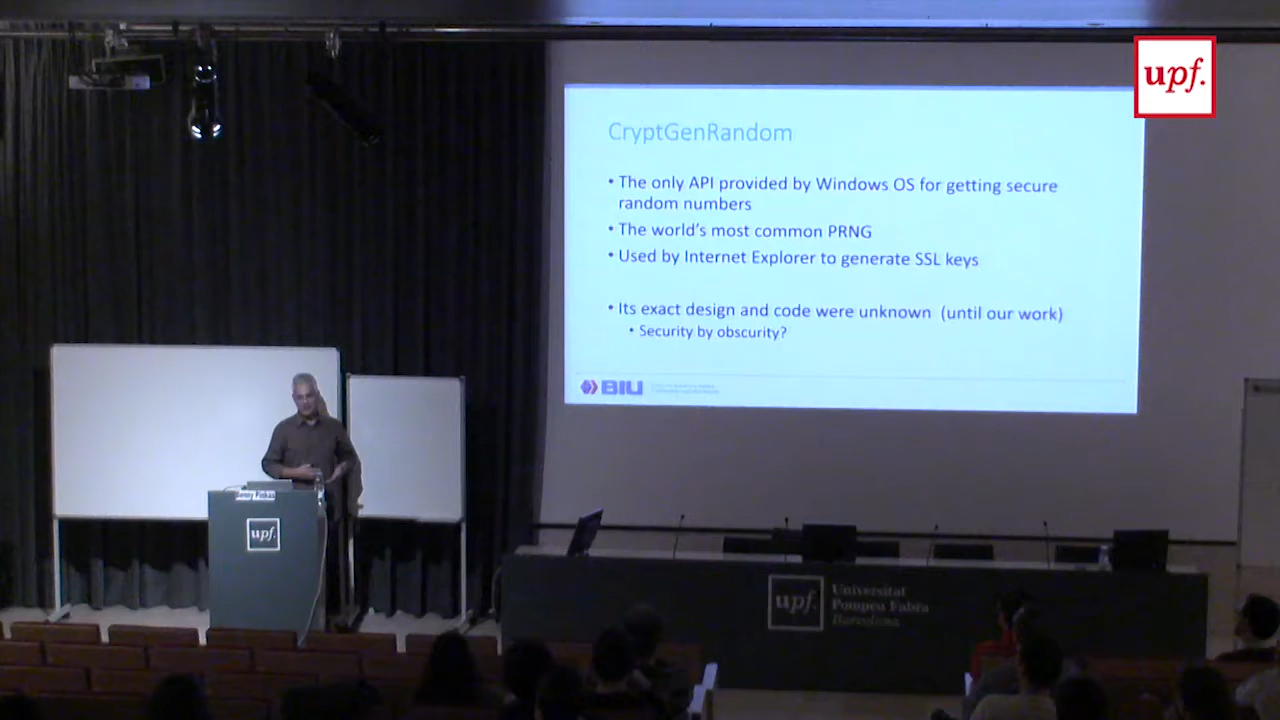 upf.
CryptGenRandom
• The only API provided by Windows OS for getting secure
random numbers
• The world's most common PRNG
• Used by Internet Explorer to generate SSL keys
• Its exact design and code were unknown (until our work)
• Security by obscurity?
BIU
Benny Pinkas
upf.
upf.
Universitat
Pompeu Fabra
Barcelona